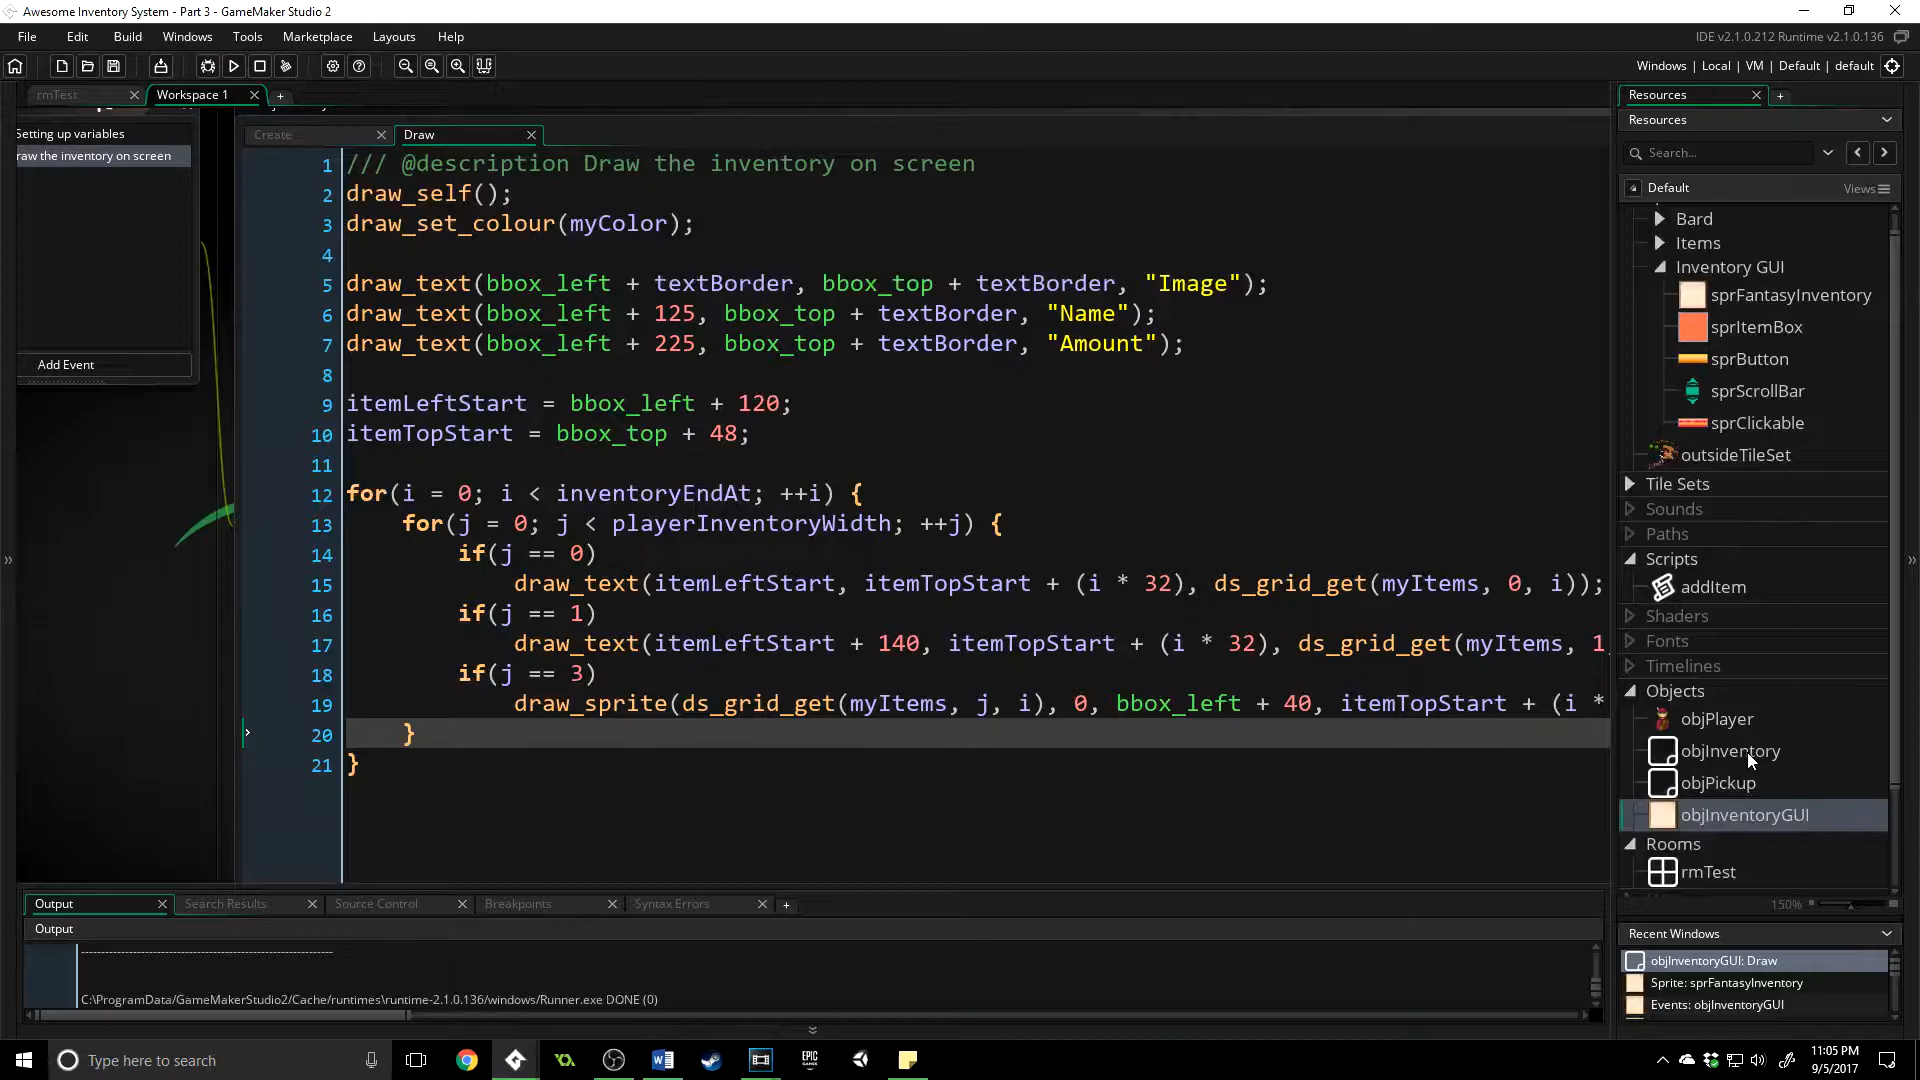 Awesome Inventory System - Part 3 - GameMaker Studio 2
File Edit Build Windows Tools Marketplace Layouts Help
IDE v2.1.0.212 Runtime v2.1.0.136
Windows | Local | VM | Default | default
rmTest
Workspace 1
Setting up variables
raw the inventory on screen
Add Event
Create
Draw
1 /// @description Draw the inventory on screen
2 draw_self();
3 draw_set_colour(myColor);
4
5 draw_text(bbox_left + textBorder, bbox_top + textBorder, "Image");
6 draw_text(bbox_left + 125, bbox_top + textBorder, "Name");
7 draw_text(bbox_left + 225, bbox_top + textBorder, "Amount");
8
9 itemLeftStart = bbox_left + 120;
10 itemTopStart = bbox_top + 48;
11
12 for(i = 0; i < inventoryEndAt; ++i) {
13 for(j = 0; j < playerInventoryWidth; ++j) {
14 if(j == 0)
15 draw_text(itemLeftStart, itemTopStart + (i * 32), ds_grid_get(myItems, 0, i));
16 if(j == 1)
17 draw_text(itemLeftStart + 140, itemTopStart + (i * 32), ds_grid_get(myItems, 1
18 if(j == 3)
19 draw_sprite(ds_grid_get(myItems, j, i), 0, bbox_left + 40, itemTopStart + (i *
20 }
21 }
Resources
Resources
Search...
Default
Views
Bard
Items
Inventory GUI
sprFantasyInventory
sprItemBox
sprButton
sprScrollBar
sprClickable
outsideTileSet
Tile Sets
Sounds
Paths
Scripts
addItem
Shaders
Fonts
Timelines
Objects
objPlayer
objInventory
objPickup
objInventoryGUI
Rooms
rmTest
150%
Recent Windows
objInventoryGUI: Draw
Sprite: sprFantasyInventory
Events: objInventoryGUI
Output
Search Results
Source Control
Breakpoints
Syntax Errors
Output
C:\ProgramData/GameMakerStudio2/Cache/runtimes\runtime-2.1.0.136/windows/Runner.exe DONE (0)
Type here to search
EPIC
GAMES
11:05 PM
9/5/2017